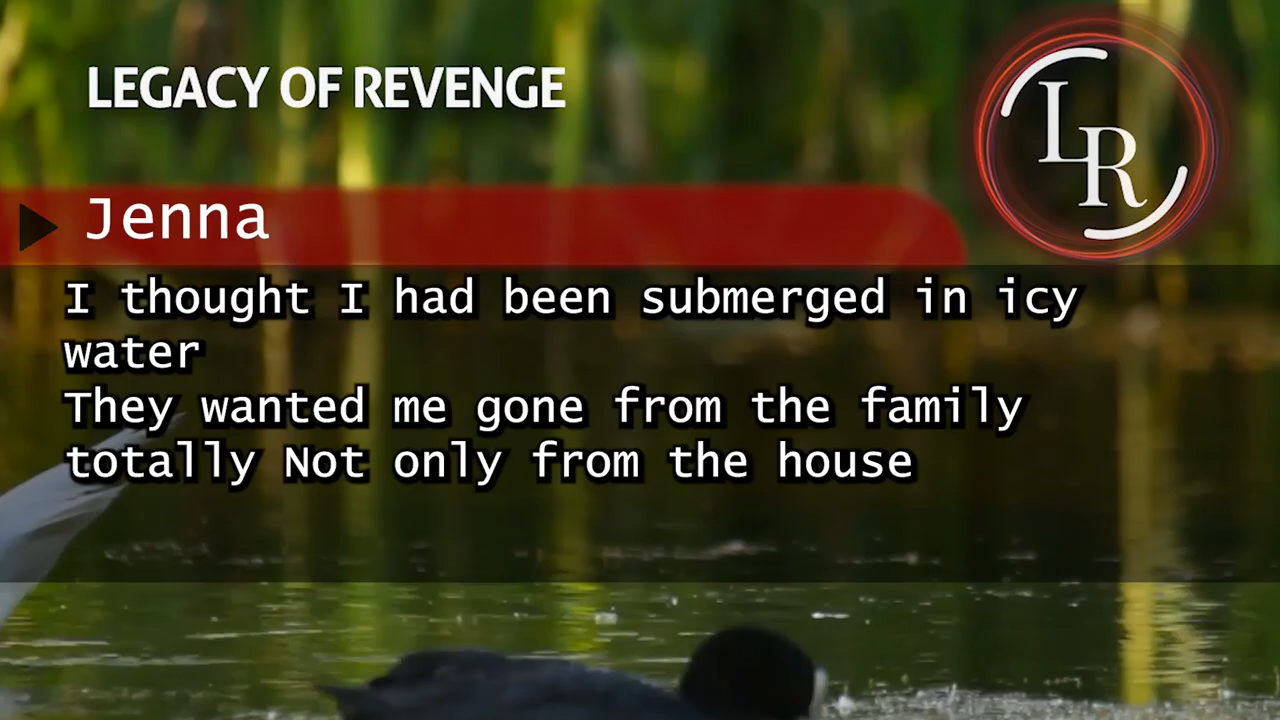 LEGACY OF REVENGE
LR
Jenna
I thought I had been submerged in icy
water
They wanted me gone from the family
totally Not only from the house